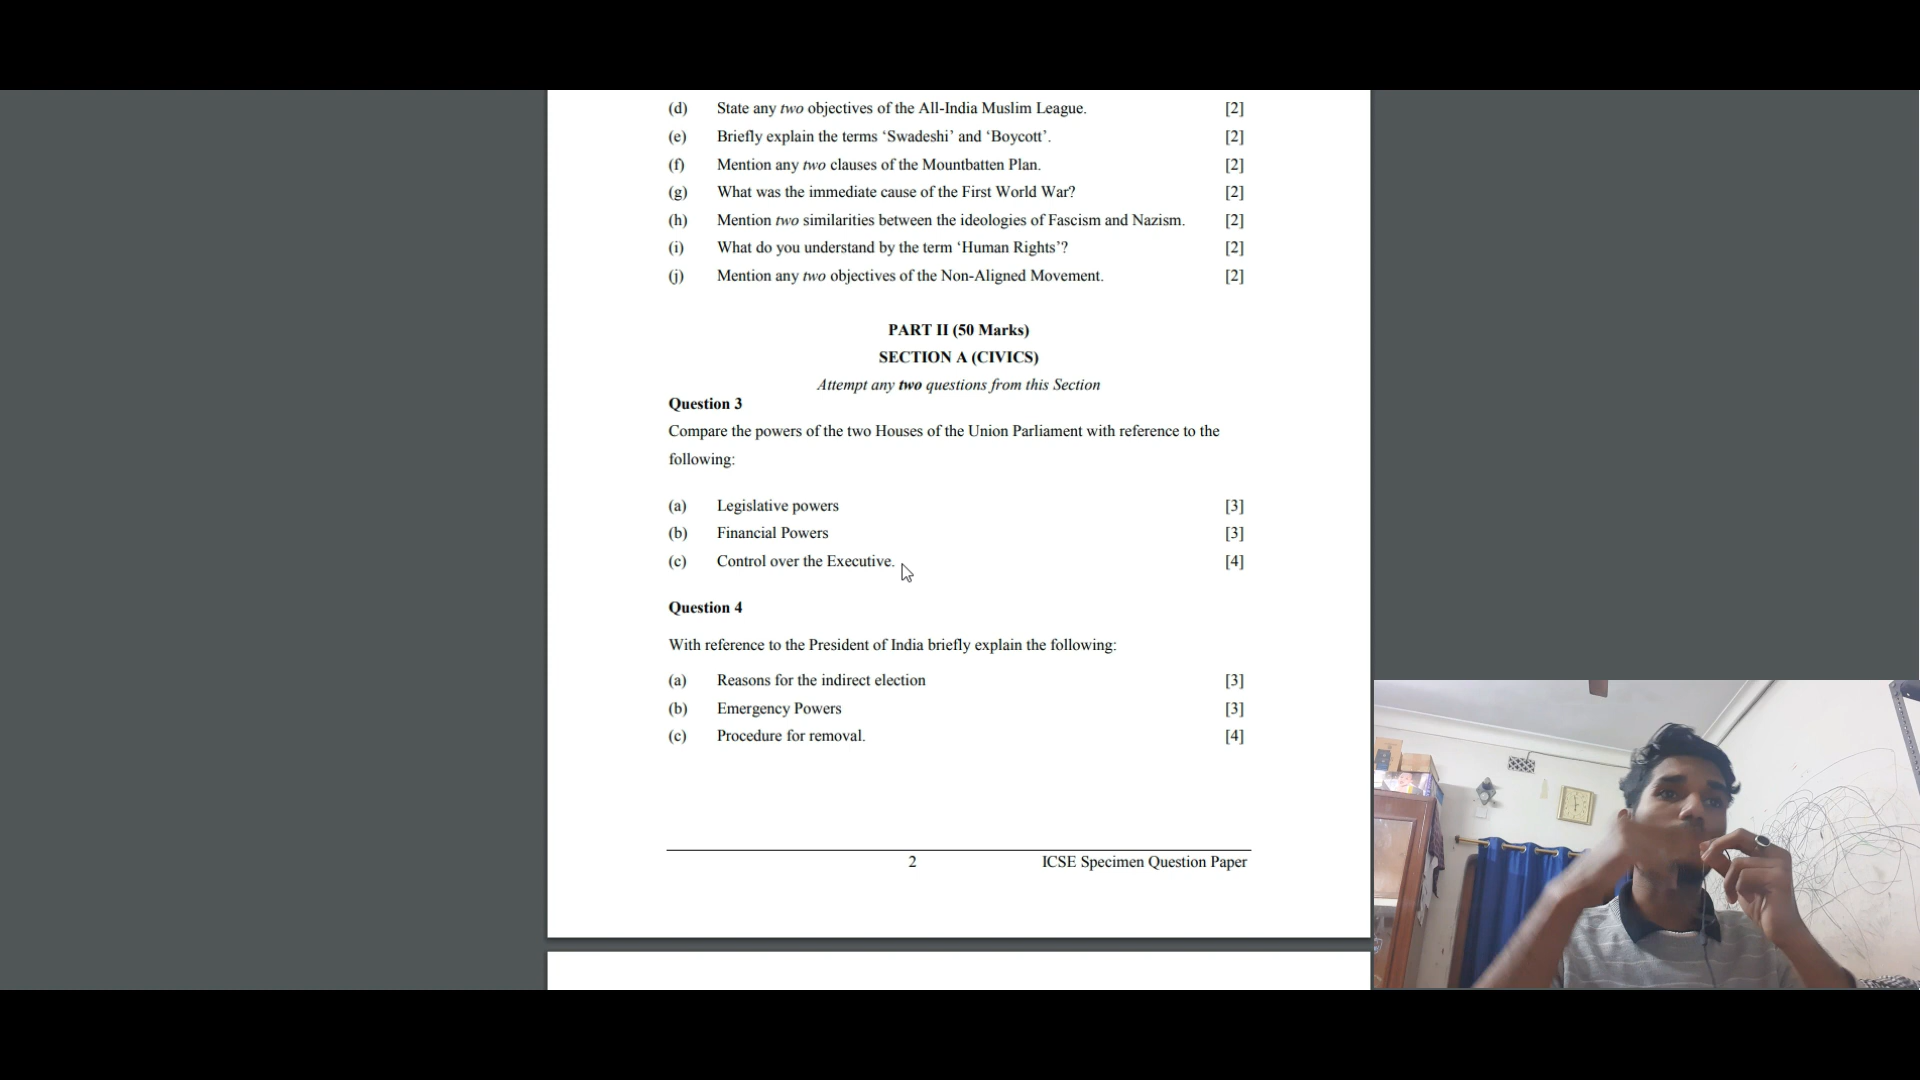 (d) State any two objectives of the All-India Muslim League. [2]
(e) Briefly explain the terms ‘Swadeshi’ and ‘Boycott’. [2]
(f) Mention any two clauses of the Mountbatten Plan. [2]
(g) What was the immediate cause of the First World War? [2]
(h) Mention two similarities between the ideologies of Fascism and Nazism. [2]
(i) What do you understand by the term ‘Human Rights’? [2]
(j) Mention any two objectives of the Non-Aligned Movement. [2]
PART II (50 Marks)
SECTION A (CIVICS)
Attempt any two questions from this Section
Question 3
Compare the powers of the two Houses of the Union Parliament with reference to the
following:
(a) Legislative powers [3]
(b) Financial Powers [3]
(c) Control over the Executive. [4]
Question 4
With reference to the President of India briefly explain the following:
(a) Reasons for the indirect election [3]
(b) Emergency Powers [3]
(c) Procedure for removal. [4]
2 ICSE Specimen Question Paper